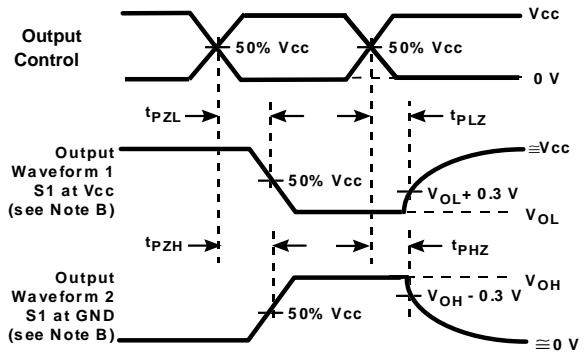 Output
Control
50% Vcc
50% Vcc
Vcc
0 V
tPZL
tPLZ
Output
Waveform 1
S1 at Vcc
(see Note B)
50% Vcc
≅Vcc
VOL+ 0.3 V
VOL
tPZH
tPHZ
Output
Waveform 2
S1 at GND
(see Note B)
50% Vcc
VOH
VOH - 0.3 V
≅0 V